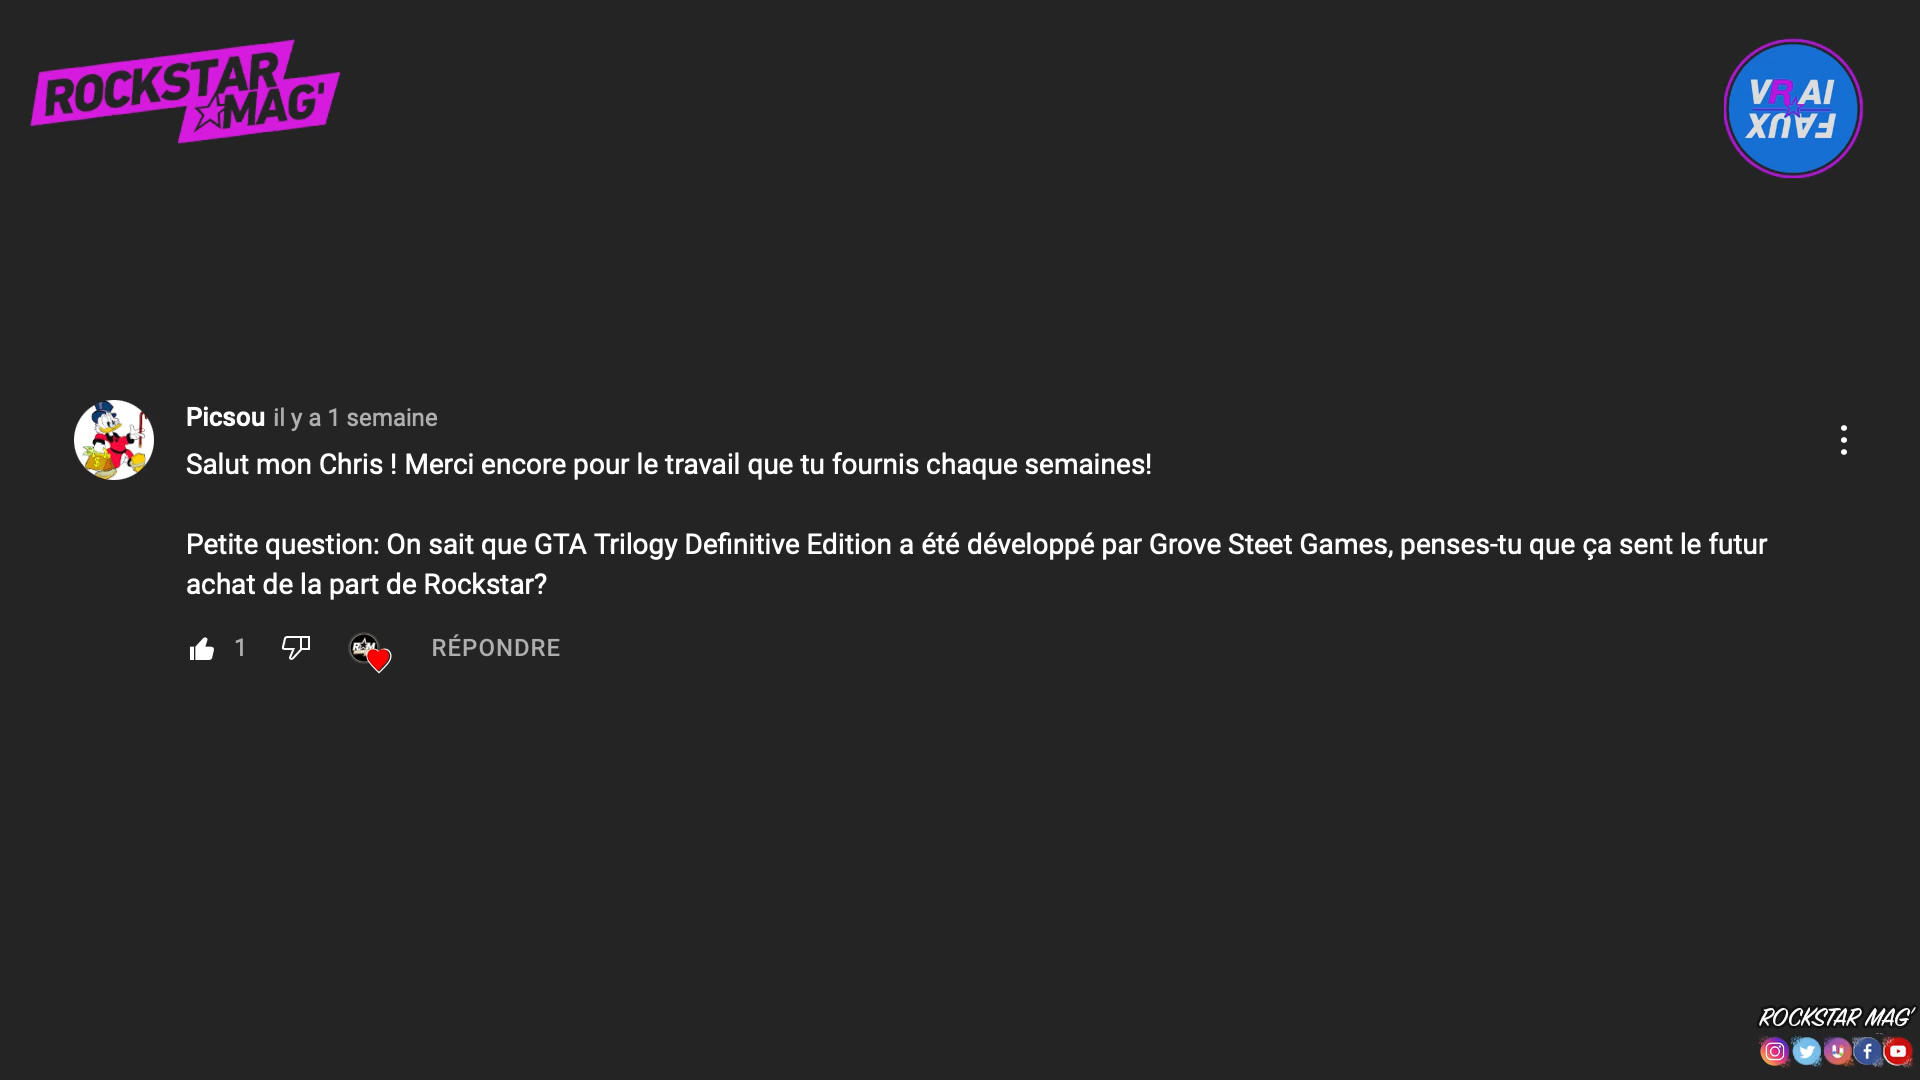 ROCKSTAR
MAG'
VRAI
FAUX
Picsou il y a 1 semaine
Salut mon Chris ! Merci encore pour le travail que tu fournis chaque semaines!
Petite question: On sait que GTA Trilogy Definitive Edition a été développé par Grove Steet Games, penses-tu que ça sent le futur
achat de la part de Rockstar?
1
RÉPONDRE
ROCKSTAR MAG'